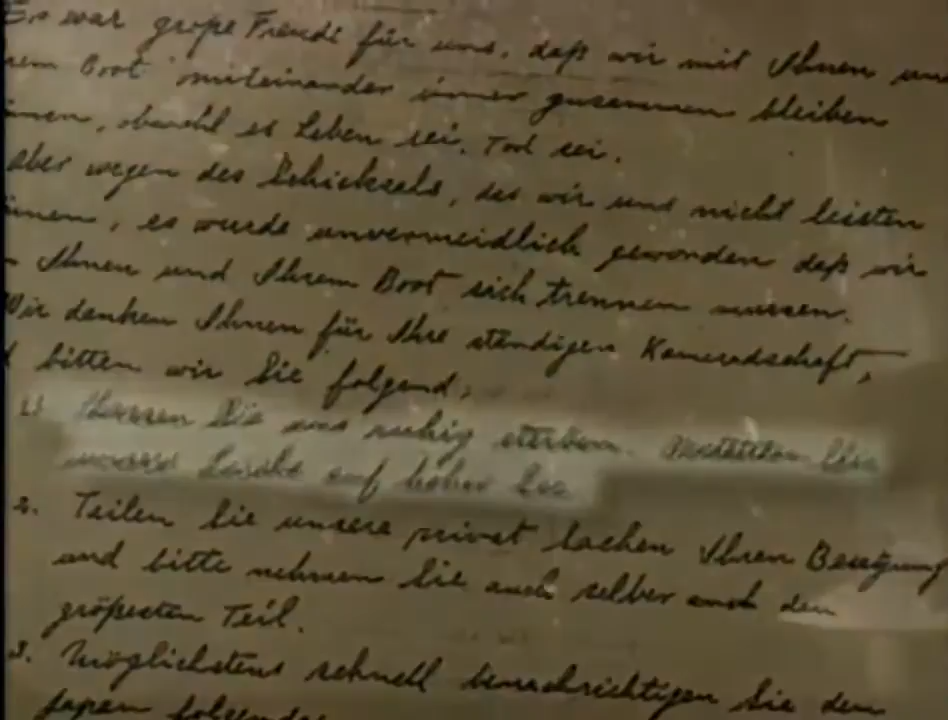 Es war große Freude für uns, daß wir mit Ihnen und
rem Boot miteinander immer zusammen bleiben
nnen, obwohl es Leben sei, Tod sei.
aber wegen des Schicksals, das wir uns nicht leisten
nnen, es wurde unvermeidlich geworden daß wir
n Ihnen und Ihrem Boot sich trennen mussen.
Wir danken Ihnen für Ihre ständigen Kameradschaft,
d bitten wir Sie folgend;
1) Lassen Sie uns ruhig sterben. Bestatten Sie
unsere Leiche auf hoher See
2. Teilen Sie unsere privat Sachen Ihren Besatzung
und bitte nehmen Sie auch selber auch den
größesten Teil.
3. Möglichstens schnell benachrichtigen Sie dem
Japan folgendes